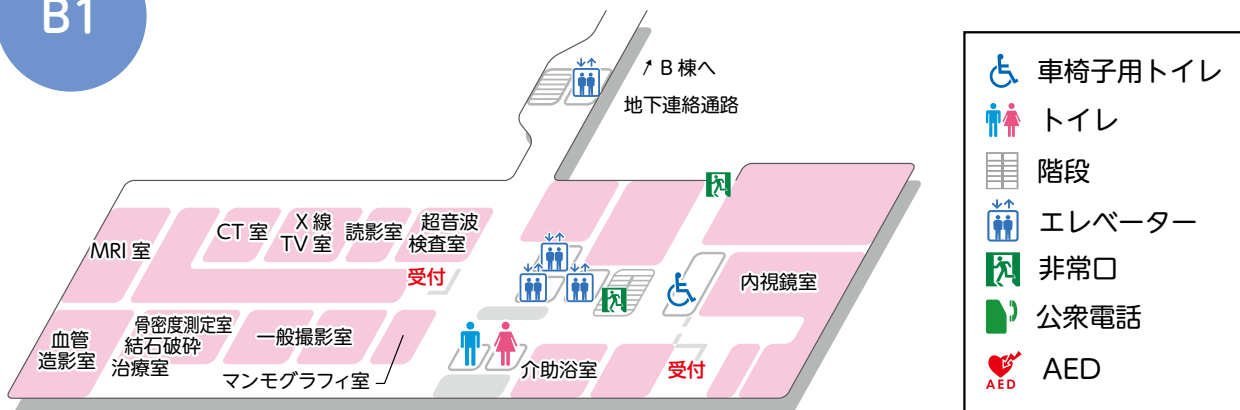 B1
↗ B 棟へ
地下連絡通路
MRI 室
CT 室
X 線
TV 室
読影室
超音波
検査室
受付
内視鏡室
血管
造影室
骨密度測定室
結石破砕
治療室
一般撮影室
マンモグラフィ室
介助浴室
受付
車椅子用トイレ
トイレ
階段
エレベーター
非常口
公衆電話
AED
AED